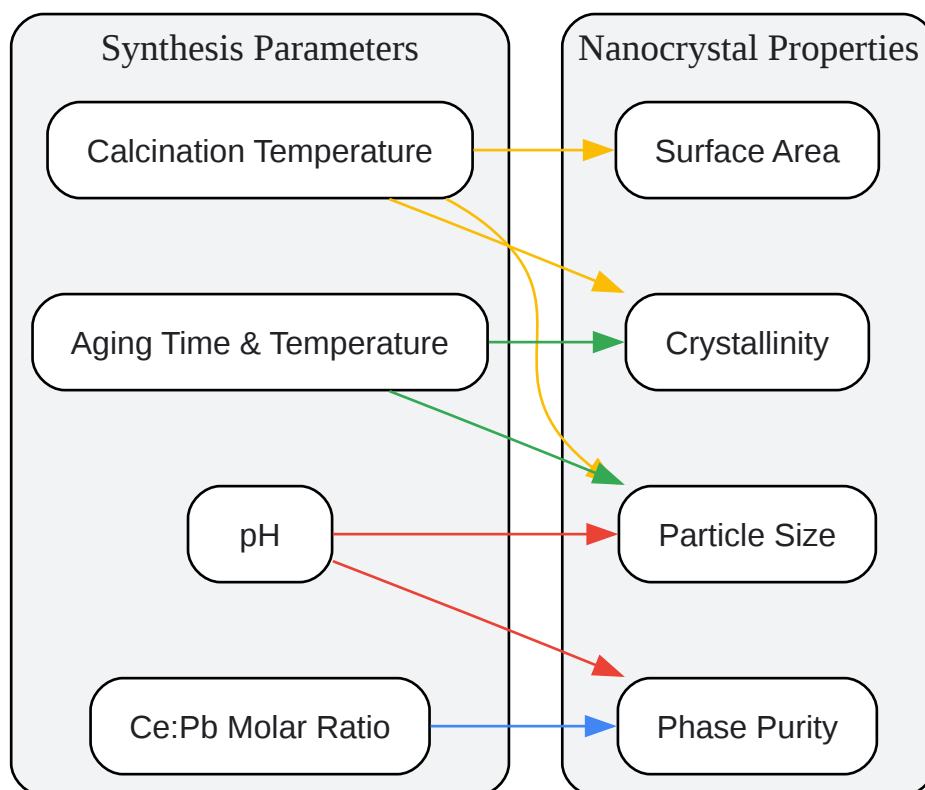 Synthesis Parameters
Nanocrystal Properties
Calcination Temperature
Surface Area
Aging Time & Temperature
Crystallinity
pH
Particle Size
Ce:Pb Molar Ratio
Phase Purity